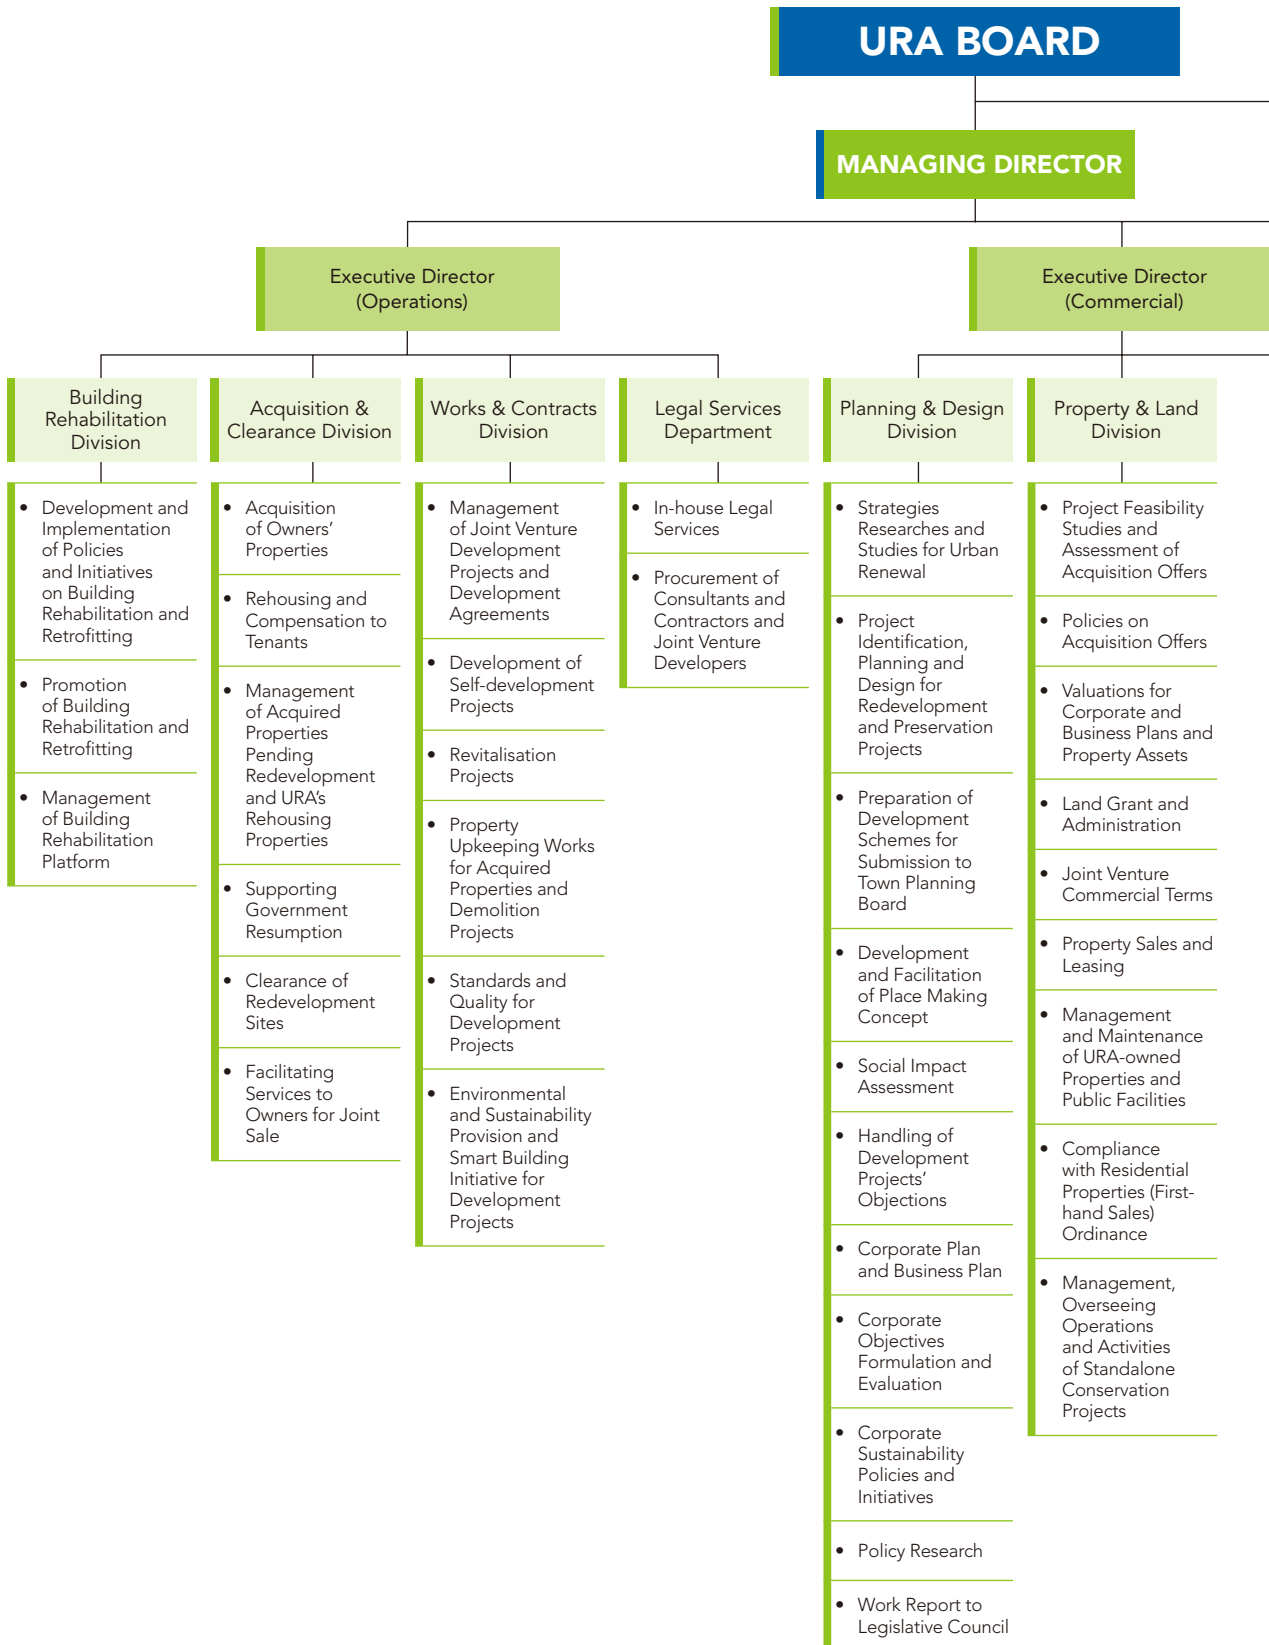 URA BOARD
MANAGING DIRECTOR
Executive Director
(Operations)
Executive Director
(Commercial)
Building
Rehabilitation
Division
• Development and
Implementation
of Policies
and Initiatives
on Building
Rehabilitation and
Retrofitting
• Promotion
of Building
Rehabilitation and
Retrofitting
• Management
of Building
Rehabilitation
Platform
Acquisition &
Clearance Division
• Acquisition
of Owners’
Properties
• Rehousing and
Compensation to
Tenants
• Management
of Acquired
Properties
Pending
Redevelopment
and URA’s
Rehousing
Properties
• Supporting
Government
Resumption
• Clearance of
Redevelopment
Sites
• Facilitating
Services to
Owners for Joint
Sale
Works & Contracts
Division
• Management
of Joint Venture
Development
Projects and
Development
Agreements
• Development of
Self-development
Projects
• Revitalisation
Projects
• Property
Upkeeping Works
for Acquired
Properties and
Demolition
Projects
• Standards and
Quality for
Development
Projects
• Environmental
and Sustainability
Provision and
Smart Building
Initiative for
Development
Projects
Legal Services
Department
• In-house Legal
Services
• Procurement of
Consultants and
Contractors and
Joint Venture
Developers
Planning & Design
Division
• Strategies
Researches and
Studies for Urban
Renewal
• Project
Identification,
Planning and
Design for
Redevelopment
and Preservation
Projects
• Preparation of
Development
Schemes for
Submission to
Town Planning
Board
• Development
and Facilitation
of Place Making
Concept
• Social Impact
Assessment
• Handling of
Development
Projects’
Objections
• Corporate Plan
and Business Plan
• Corporate
Objectives
Formulation and
Evaluation
• Corporate
Sustainability
Policies and
Initiatives
• Policy Research
• Work Report to
Legislative Council
Property & Land
Division
• Project Feasibility
Studies and
Assessment of
Acquisition Offers
• Policies on
Acquisition Offers
• Valuations for
Corporate and
Business Plans and
Property Assets
• Land Grant and
Administration
• Joint Venture
Commercial Terms
• Property Sales and
Leasing
• Management
and Maintenance
of URA-owned
Properties and
Public Facilities
• Compliance
with Residential
Properties (First-
hand Sales)
Ordinance
• Management,
Overseeing
Operations
and Activities
of Standalone
Conservation
Projects